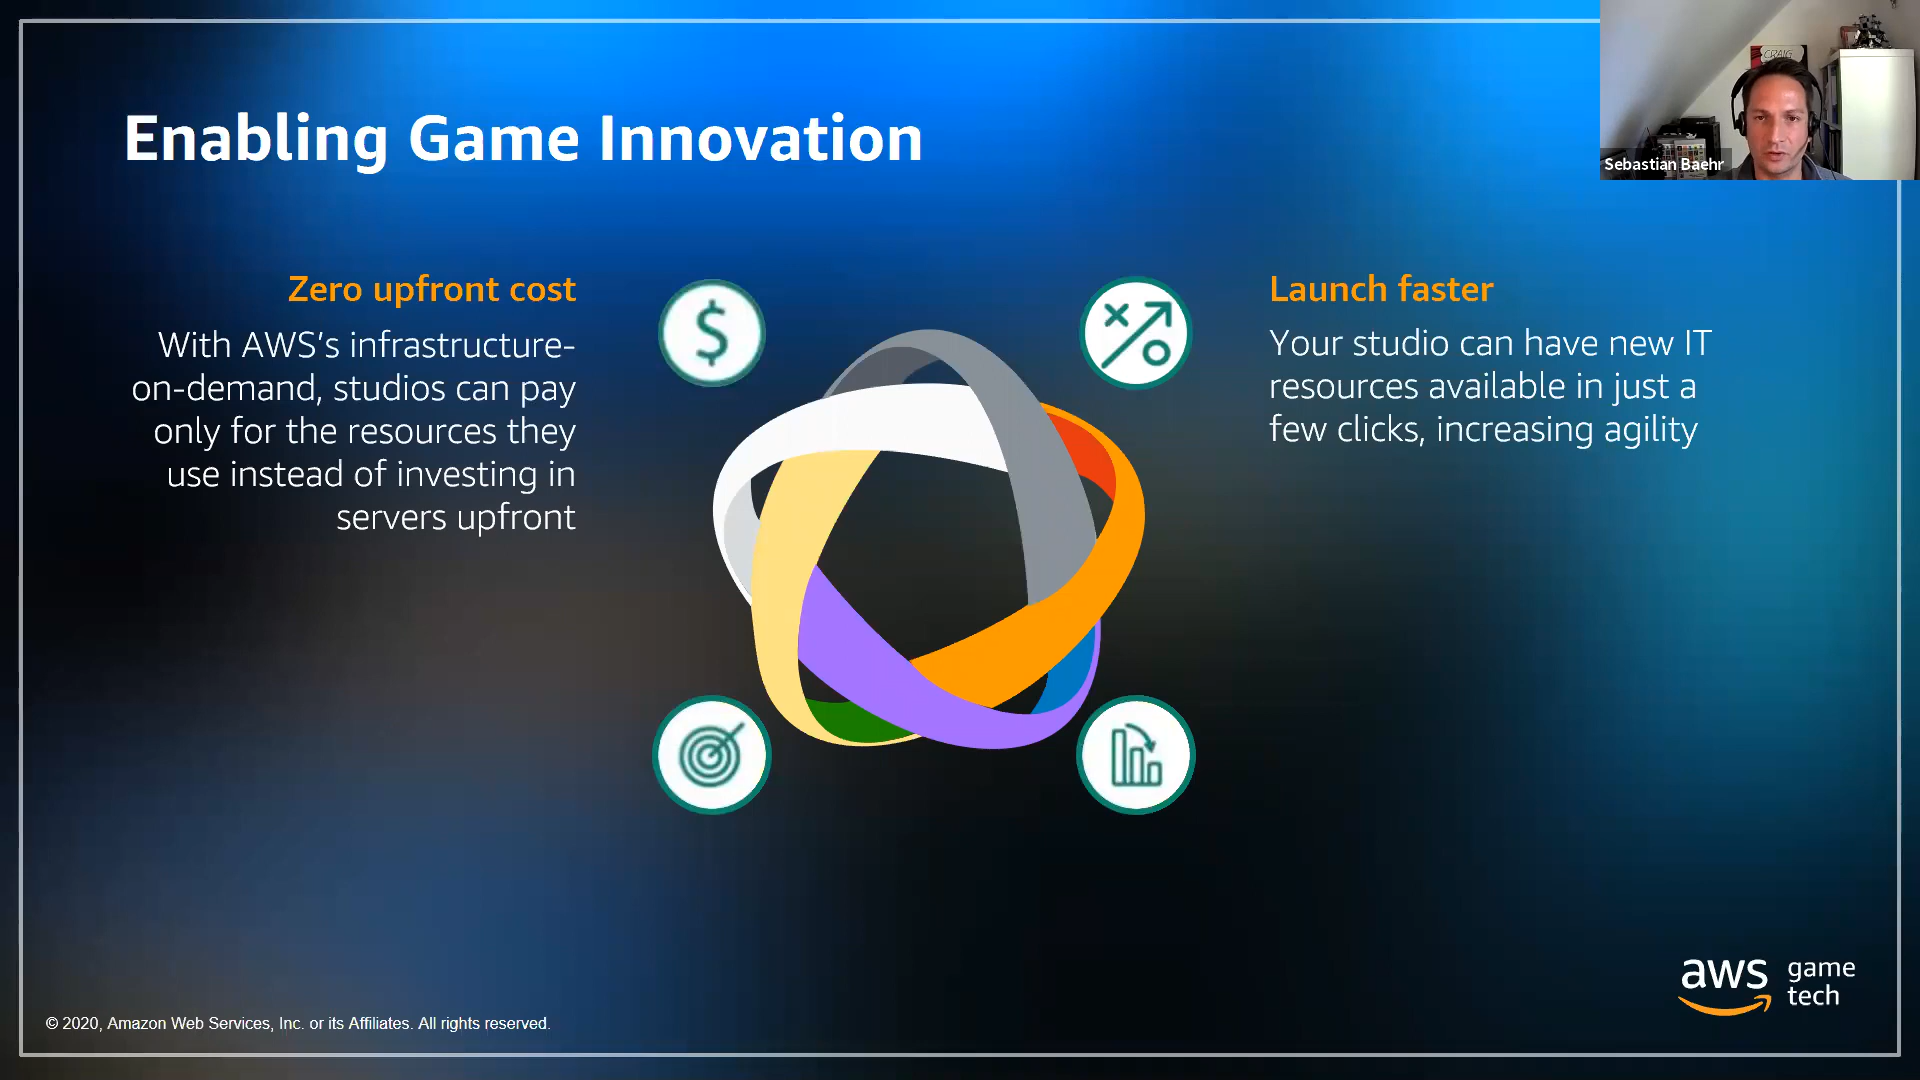 Enabling Game Innovation
CRAIG
Sebastian Baehr
Zero upfront cost
With AWS’s infrastructure-
on-demand, studios can pay
only for the resources they
use instead of investing in
servers upfront
Launch faster
Your studio can have new IT
resources available in just a
few clicks, increasing agility
aws
game
tech
© 2020, Amazon Web Services, Inc. or its Affiliates. All rights reserved.